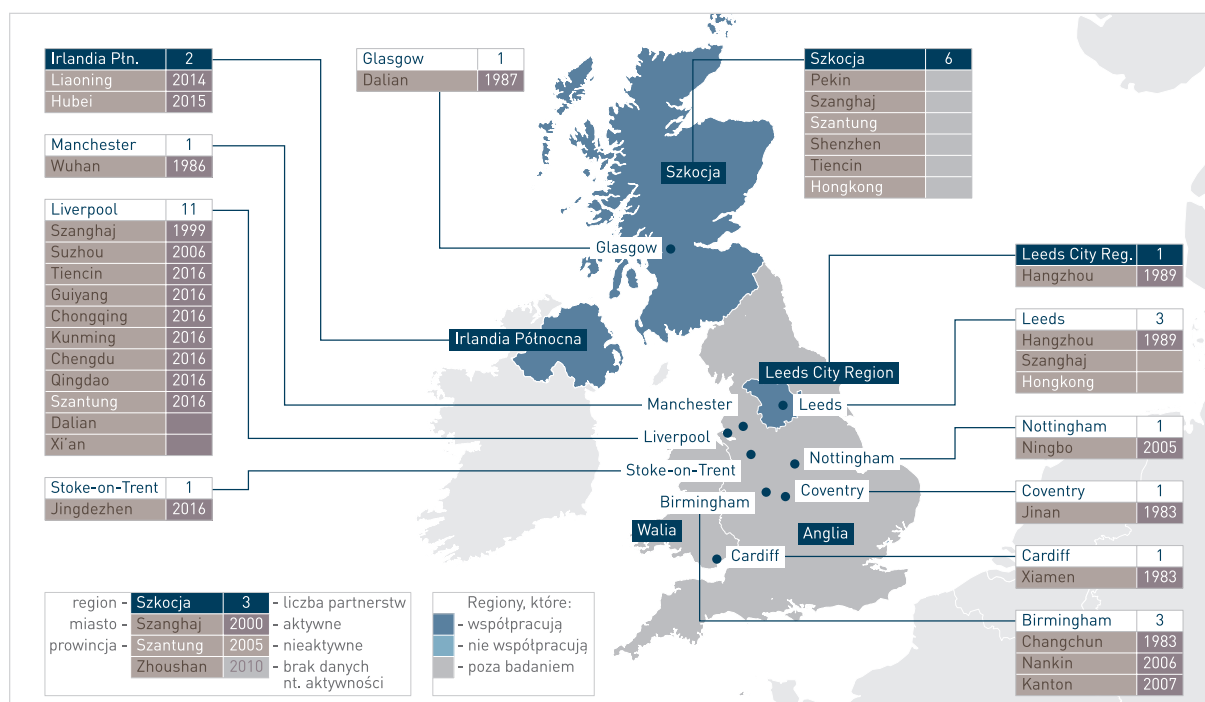 Irlandia Płn. 2
Liaoning 2014
Hubei 2015
Manchester 1
Wuhan 1986
Liverpool 11
Szanghaj 1999
Suzhou 2006
Tiencin 2016
Guiyang 2016
Chongqing 2016
Kunming 2016
Chengdu 2016
Qingdao 2016
Szantung 2016
Dalian
Xi'an
Stoke-on-Trent 1
Jingdezhen 2016
Glasgow 1
Dalian 1987
Szkocja 6
Pekin
Szanghaj
Szantung
Shenzhen
Tiencin
Hongkong
Szkocja
Glasgow
Irlandia Północna
Leeds City Region
Manchester
Leeds
Liverpool
Nottingham
Stoke-on-Trent
Coventry
Birmingham
Walia
Anglia
Cardiff
Leeds City Reg. 1
Hangzhou 1989
Leeds 3
Hangzhou 1989
Szanghaj
Hongkong
Nottingham 1
Ningbo 2005
Coventry 1
Jinan 1983
Cardiff 1
Xiamen 1983
Birmingham 3
Changchun 1983
Nankin 2006
Kanton 2007
region - Szkocja 3 - liczba partnerstw
miasto - Szanghaj 2000 - aktywne
prowincja - Szantung 2005 - nieaktywne
Zhoushan 2010 - brak danych
nt. aktywności
Regiony, które:
- współpracują
- nie współpracują
- poza badaniem